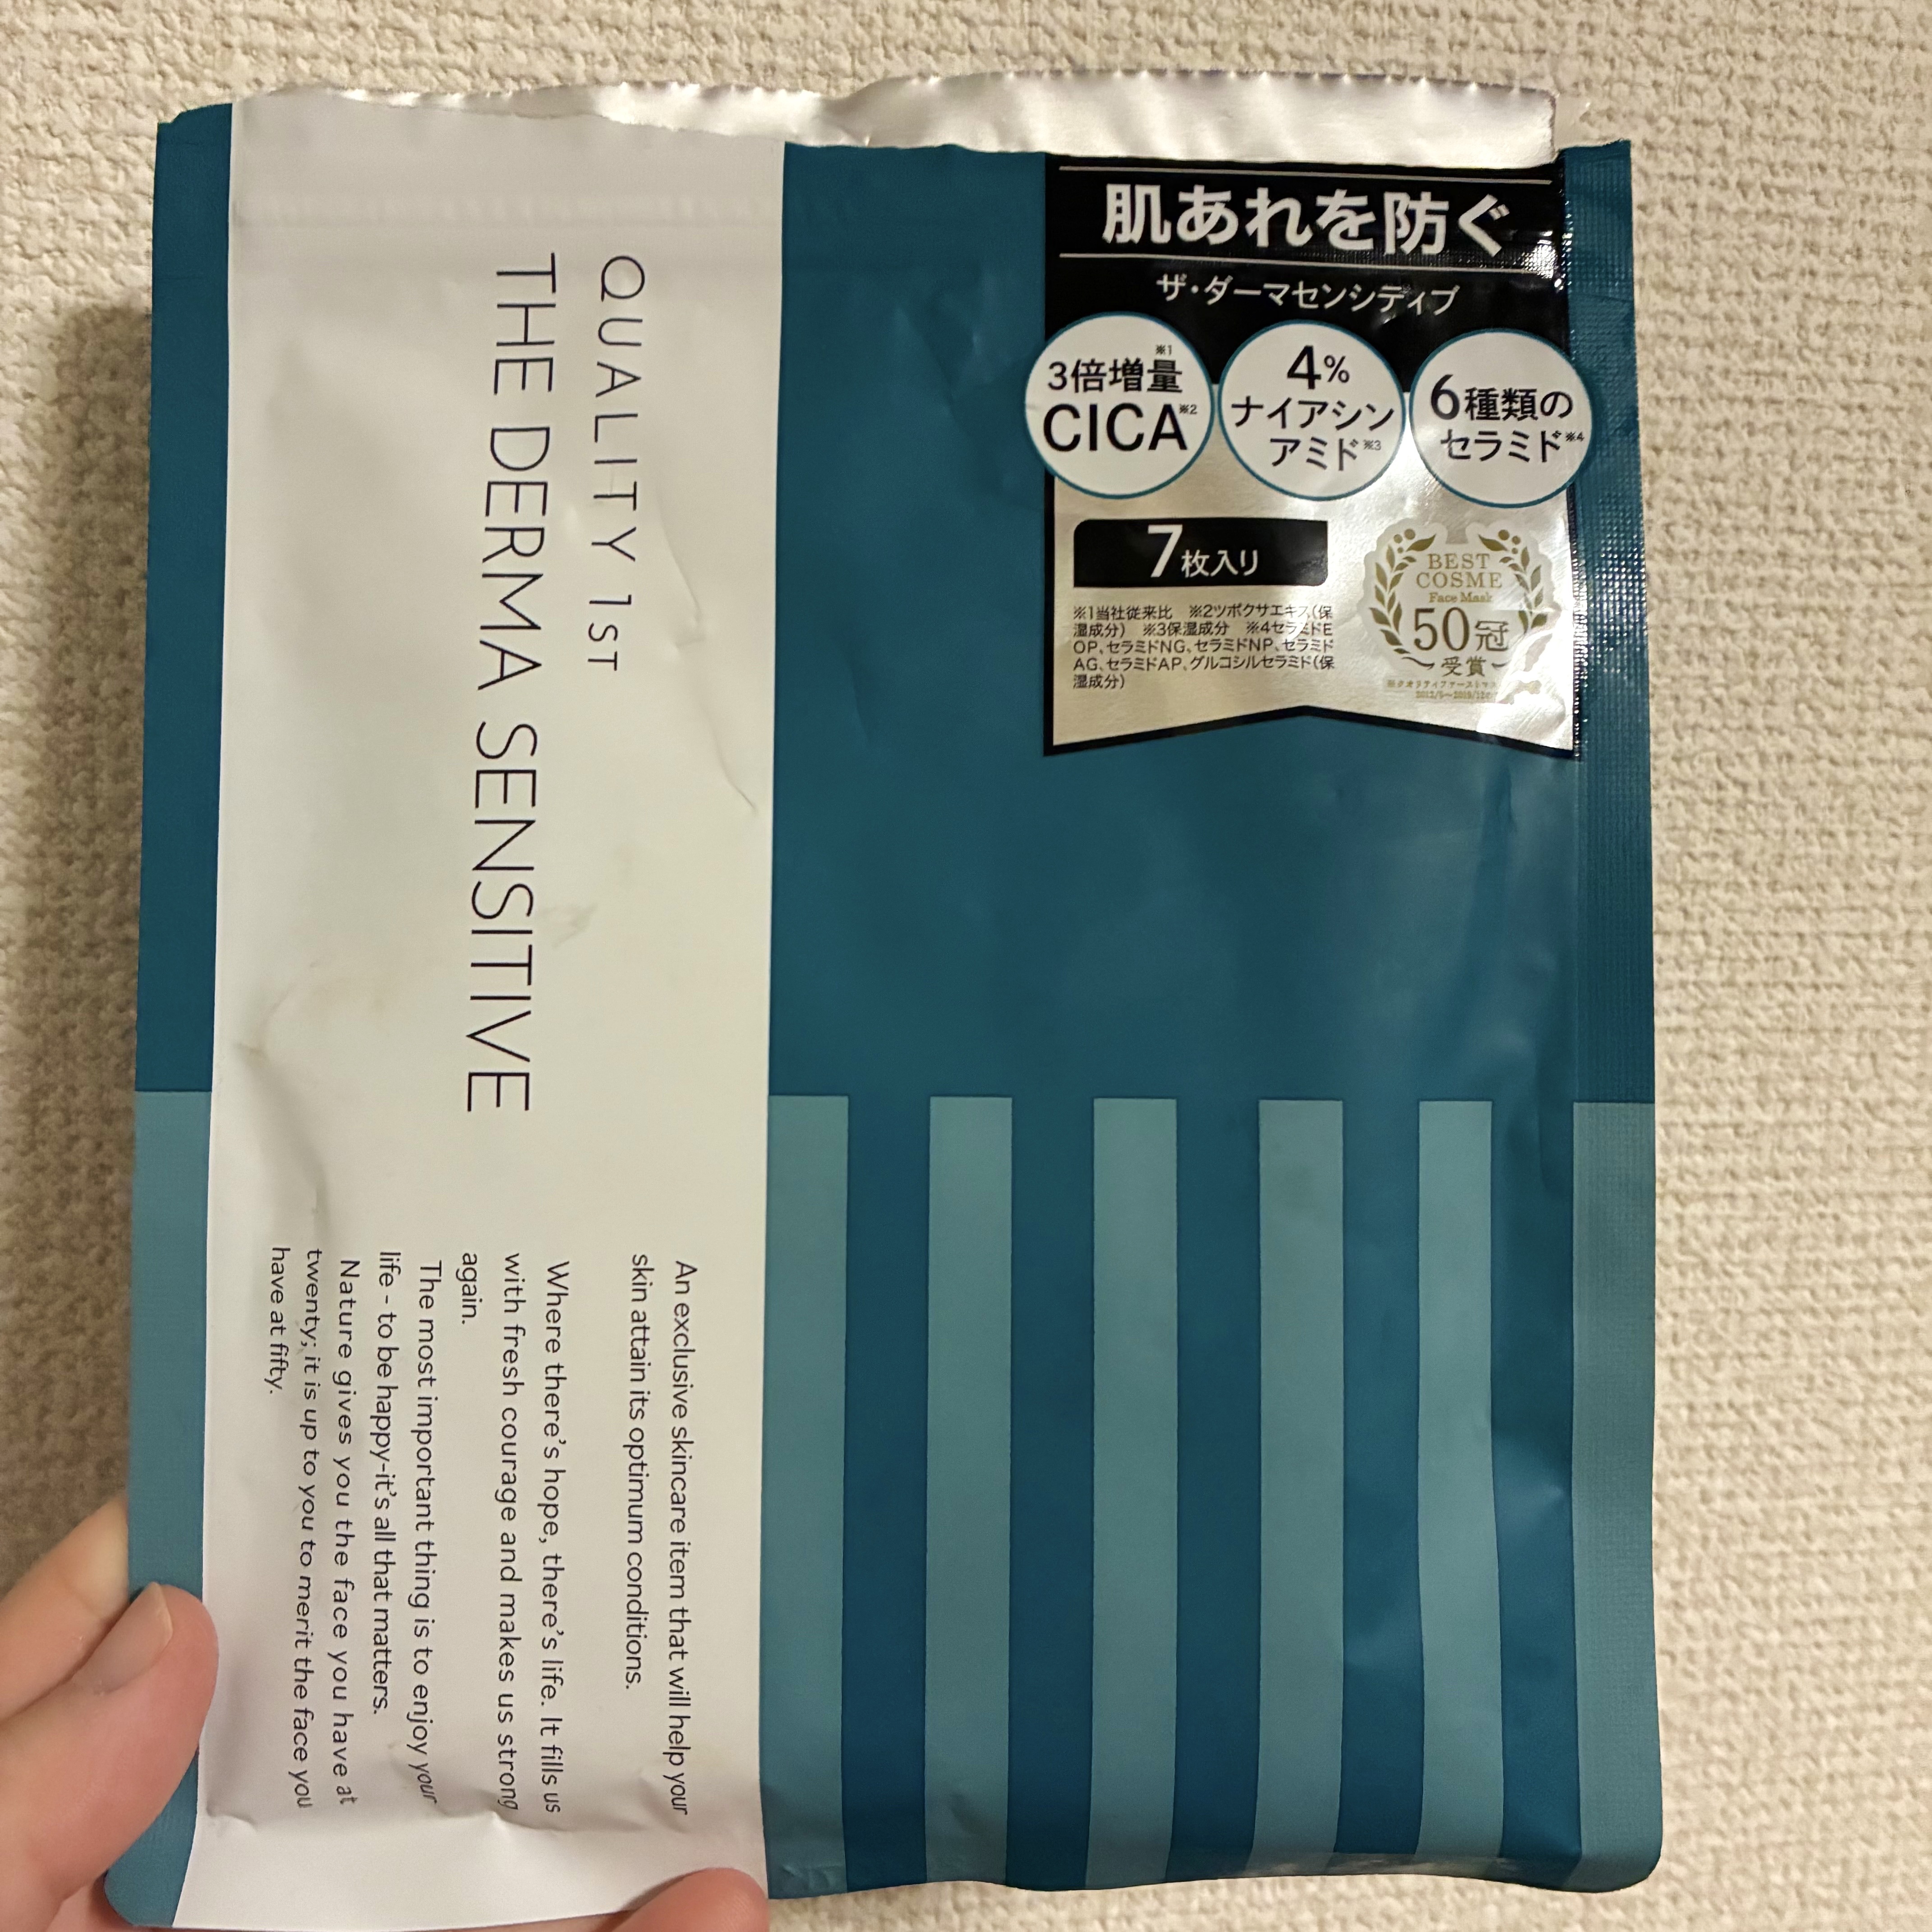 肌あれを防ぐ
ザ・ダーマセンシティブ
※1
3倍増量
CICA※2
4%
ナイアシン
アミド※3
6種類の
セラミド※4
7枚入り
※1当社従来比 ※2ツボクサエキス(保
湿成分) ※3保湿成分 ※4セラミドE
OP、セラミドNG、セラミドNP、セラミド
AG、セラミドAP、グルコシルセラミド(保
湿成分)
BEST
COSME
Face Mask
50冠
受賞
QUALITY 1ST
THE DERMA SENSITIVE
An exclusive skincare item that will help your
skin attain its optimum conditions.
Where there's hope, there's life. It fills us
with fresh courage and makes us strong
again.
The most important thing is to enjoy your
life - to be happy-it's all that matters.
Nature gives you the face you have at
twenty; it is up to you to merit the face you
have at fifty.